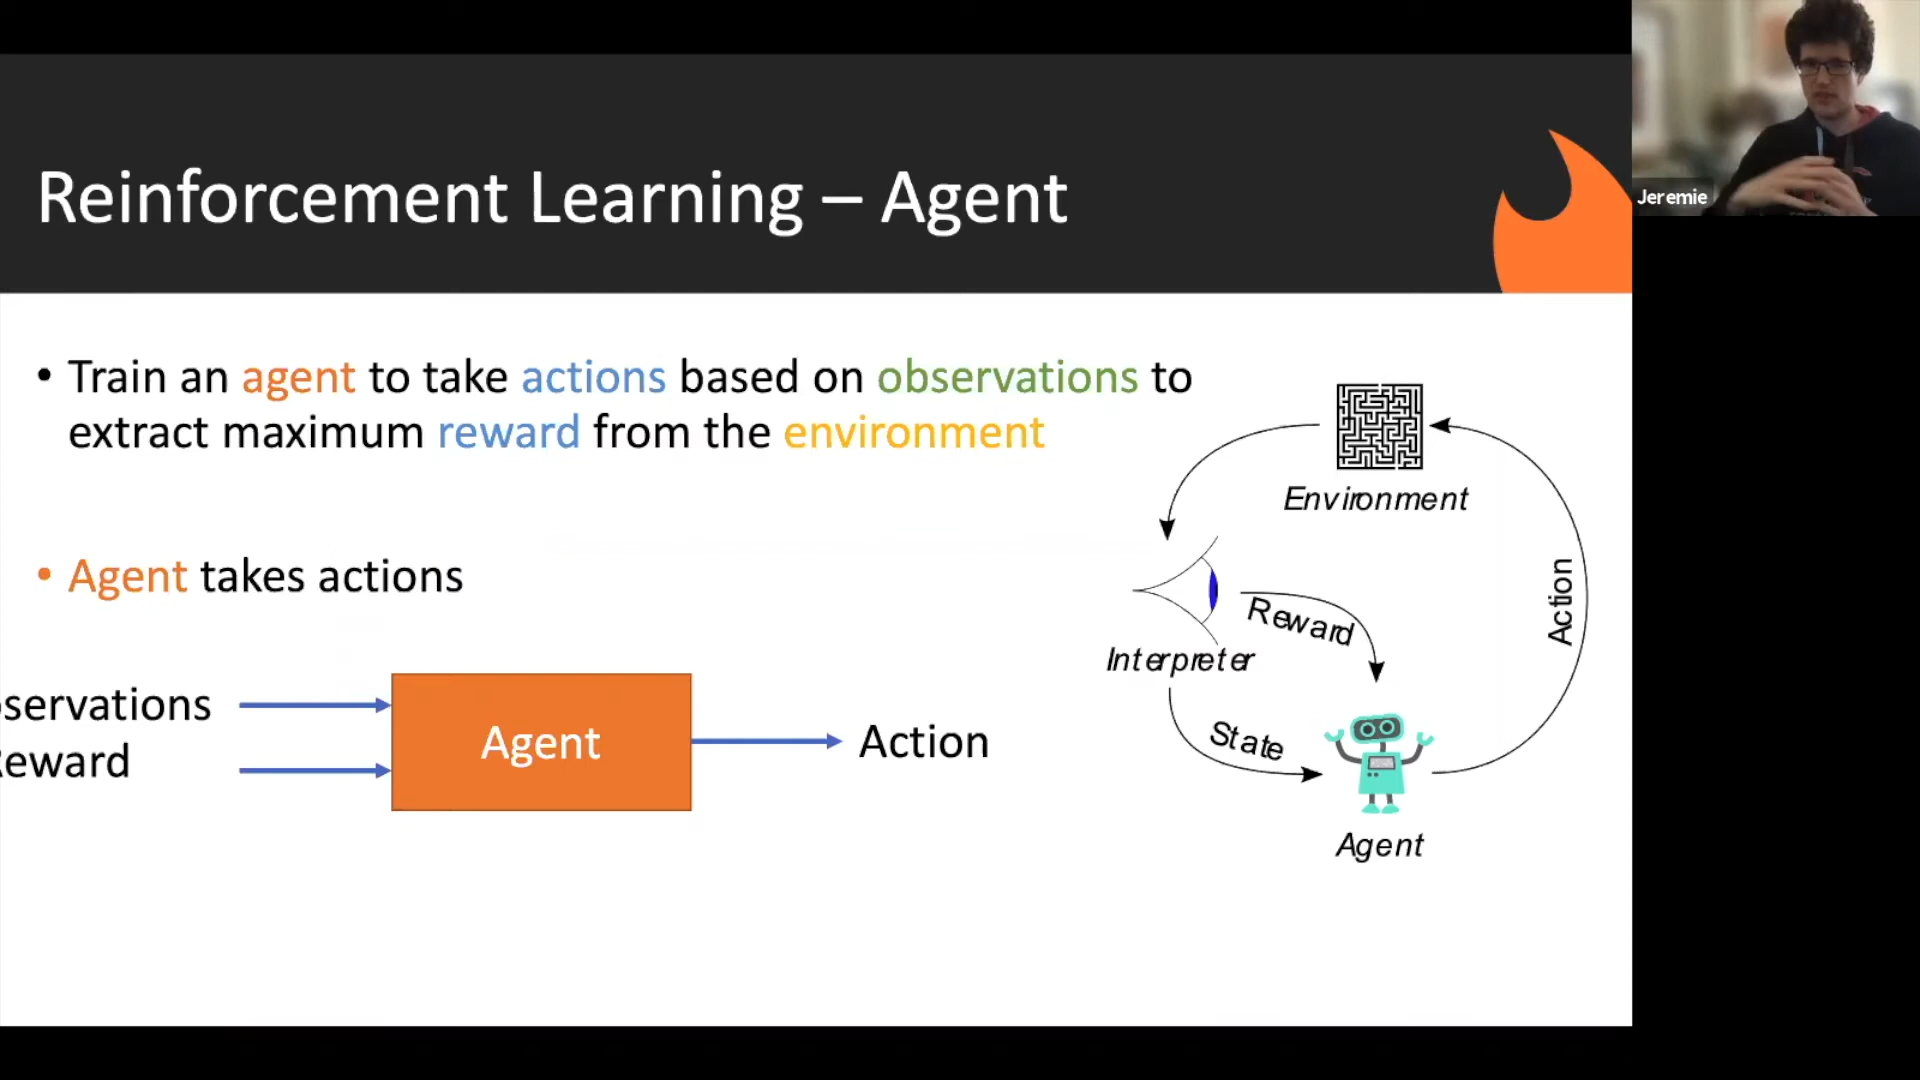 Reinforcement Learning – Agent
Jeremie
• Train an agent to take actions based on observations to
extract maximum reward from the environment
• Agent takes actions
servations
eward
Agent
Action
Environment
Interpreter
Reward
State
Action
Agent